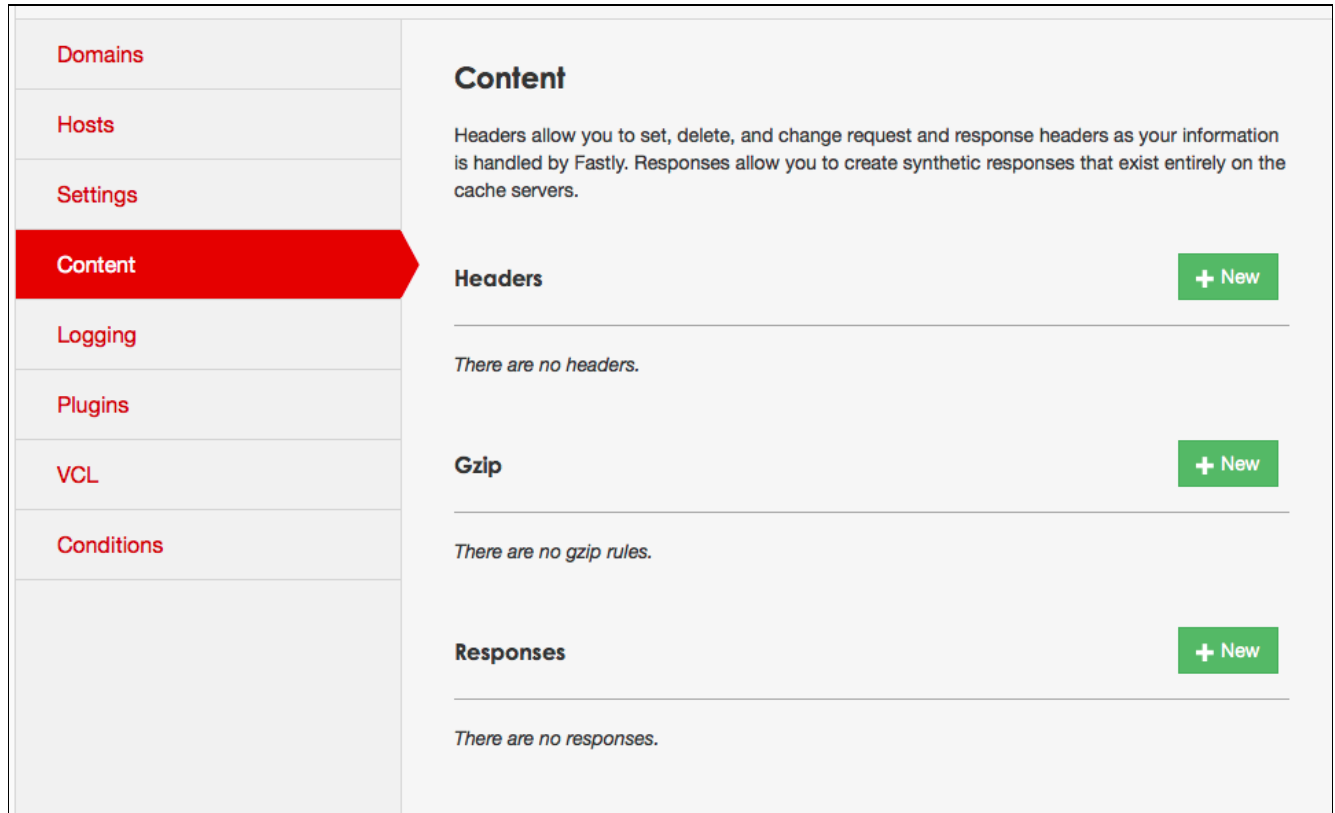 Domains
Hosts
Settings
Content
Logging
Plugins
VCL
Conditions
Content
Headers allow you to set, delete, and change request and response headers as your information
is handled by Fastly. Responses allow you to create synthetic responses that exist entirely on the
cache servers.
Headers
+ New
There are no headers.
Gzip
+ New
There are no gzip rules.
Responses
+ New
There are no responses.